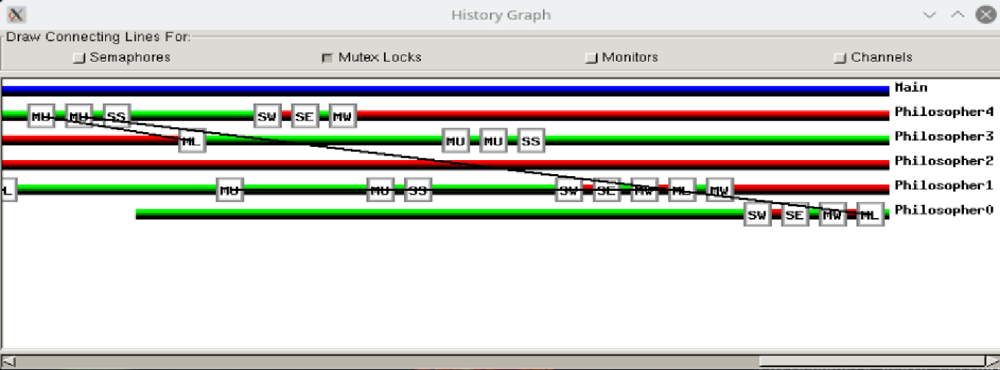 History Graph
Draw Connecting Lines For:
Semaphores Mutex Locks Monitors Channels
Main
MU MU SS SW SE MW Philosopher4
ML MU MU SS Philosopher3
Philosopher2
L MU MU SS SW SE MW ML MW Philosopher1
SW SE MW ML Philosopher0